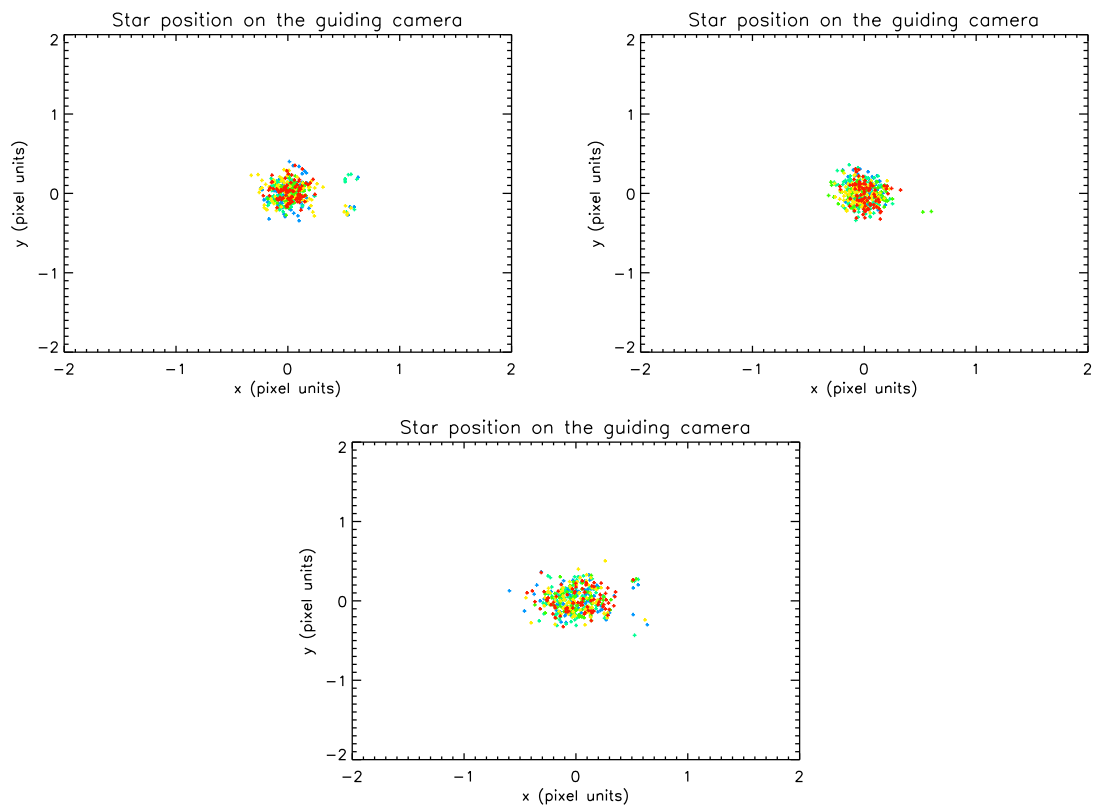 Star position on the guiding camera
2
1
0
−1
−2
y (pixel units)
−2 −1 0 1 2
x (pixel units)
Star position on the guiding camera
2
1
0
−1
−2
y (pixel units)
−2 −1 0 1 2
x (pixel units)
Star position on the guiding camera
2
1
0
−1
−2
y (pixel units)
−2 −1 0 1 2
x (pixel units)